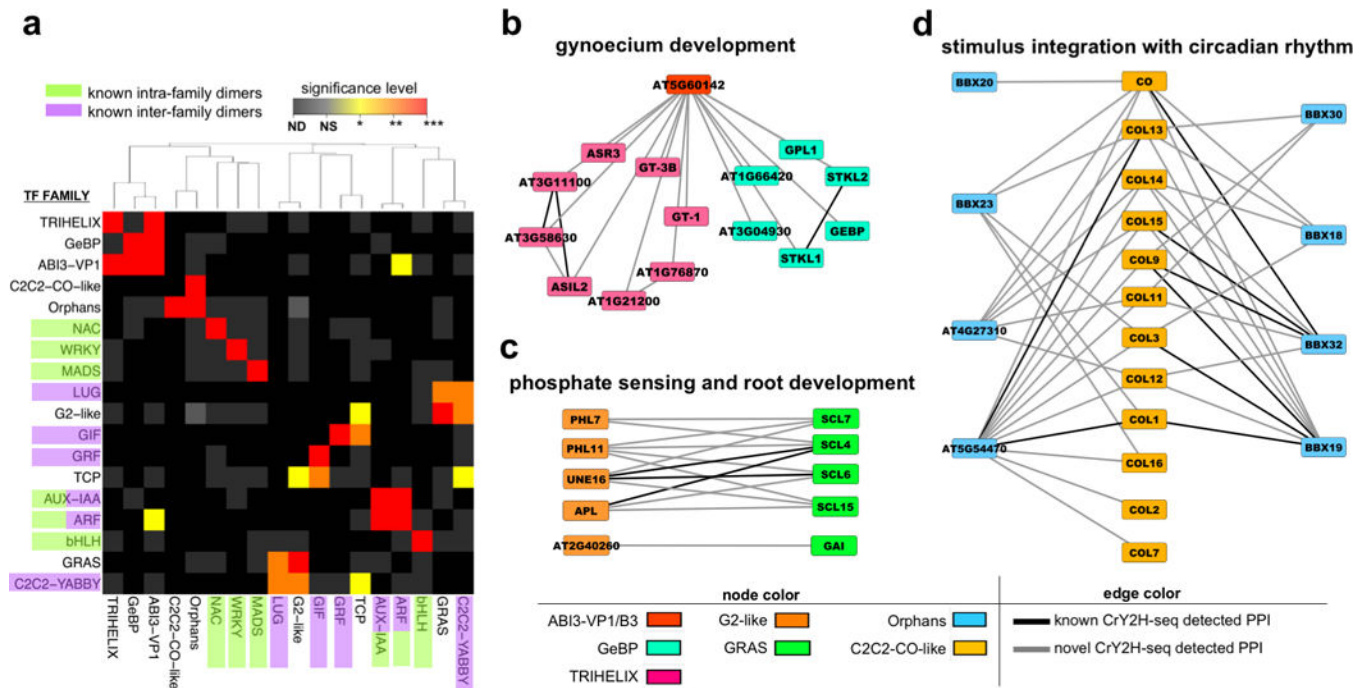 a
known intra-family dimers
known inter-family dimers
significance level
ND NS * ** ***
TF FAMILY
TRIHELIX
GeBP
ABI3-VP1
C2C2-CO-like
Orphans
NAC
WRKY
MADS
LUG
G2-like
GIF
GRF
TCP
AUX-IAA
ARF
bHLH
GRAS
C2C2-YABBY
TRIHELIX
GeBP
ABI3-VP1
C2C2-CO-like
Orphans
NAC
WRKY
MADS
LUG
G2-like
GIF
GRF
TCP
AUX-IAA
ARF
bHLH
GRAS
C2C2-YABBY
b
gynoecium development
AT5G60142
ASR3
GT-3B
GPL1
AT3G11100
AT1G66420
STKL2
GT-1
AT3G58630
AT3G04930
GEBP
STKL1
AT1G76870
ASIL2
AT1G21200
c
phosphate sensing and root development
PHL7
SCL7
PHL11
SCL4
UNE16
SCL6
APL
SCL15
AT2G40260
GAI
d
stimulus integration with circadian rhythm
BBX20
CO
BBX30
COL13
COL14
BBX23
COL15
BBX18
COL9
COL11
AT4G27310
COL3
BBX32
COL12
COL1
AT5G54470
BBX19
COL16
COL2
COL7
node color
ABI3-VP1/B3
G2-like
Orphans
GeBP
GRAS
C2C2-CO-like
TRIHELIX
edge color
known CrY2H-seq detected PPI
novel CrY2H-seq detected PPI